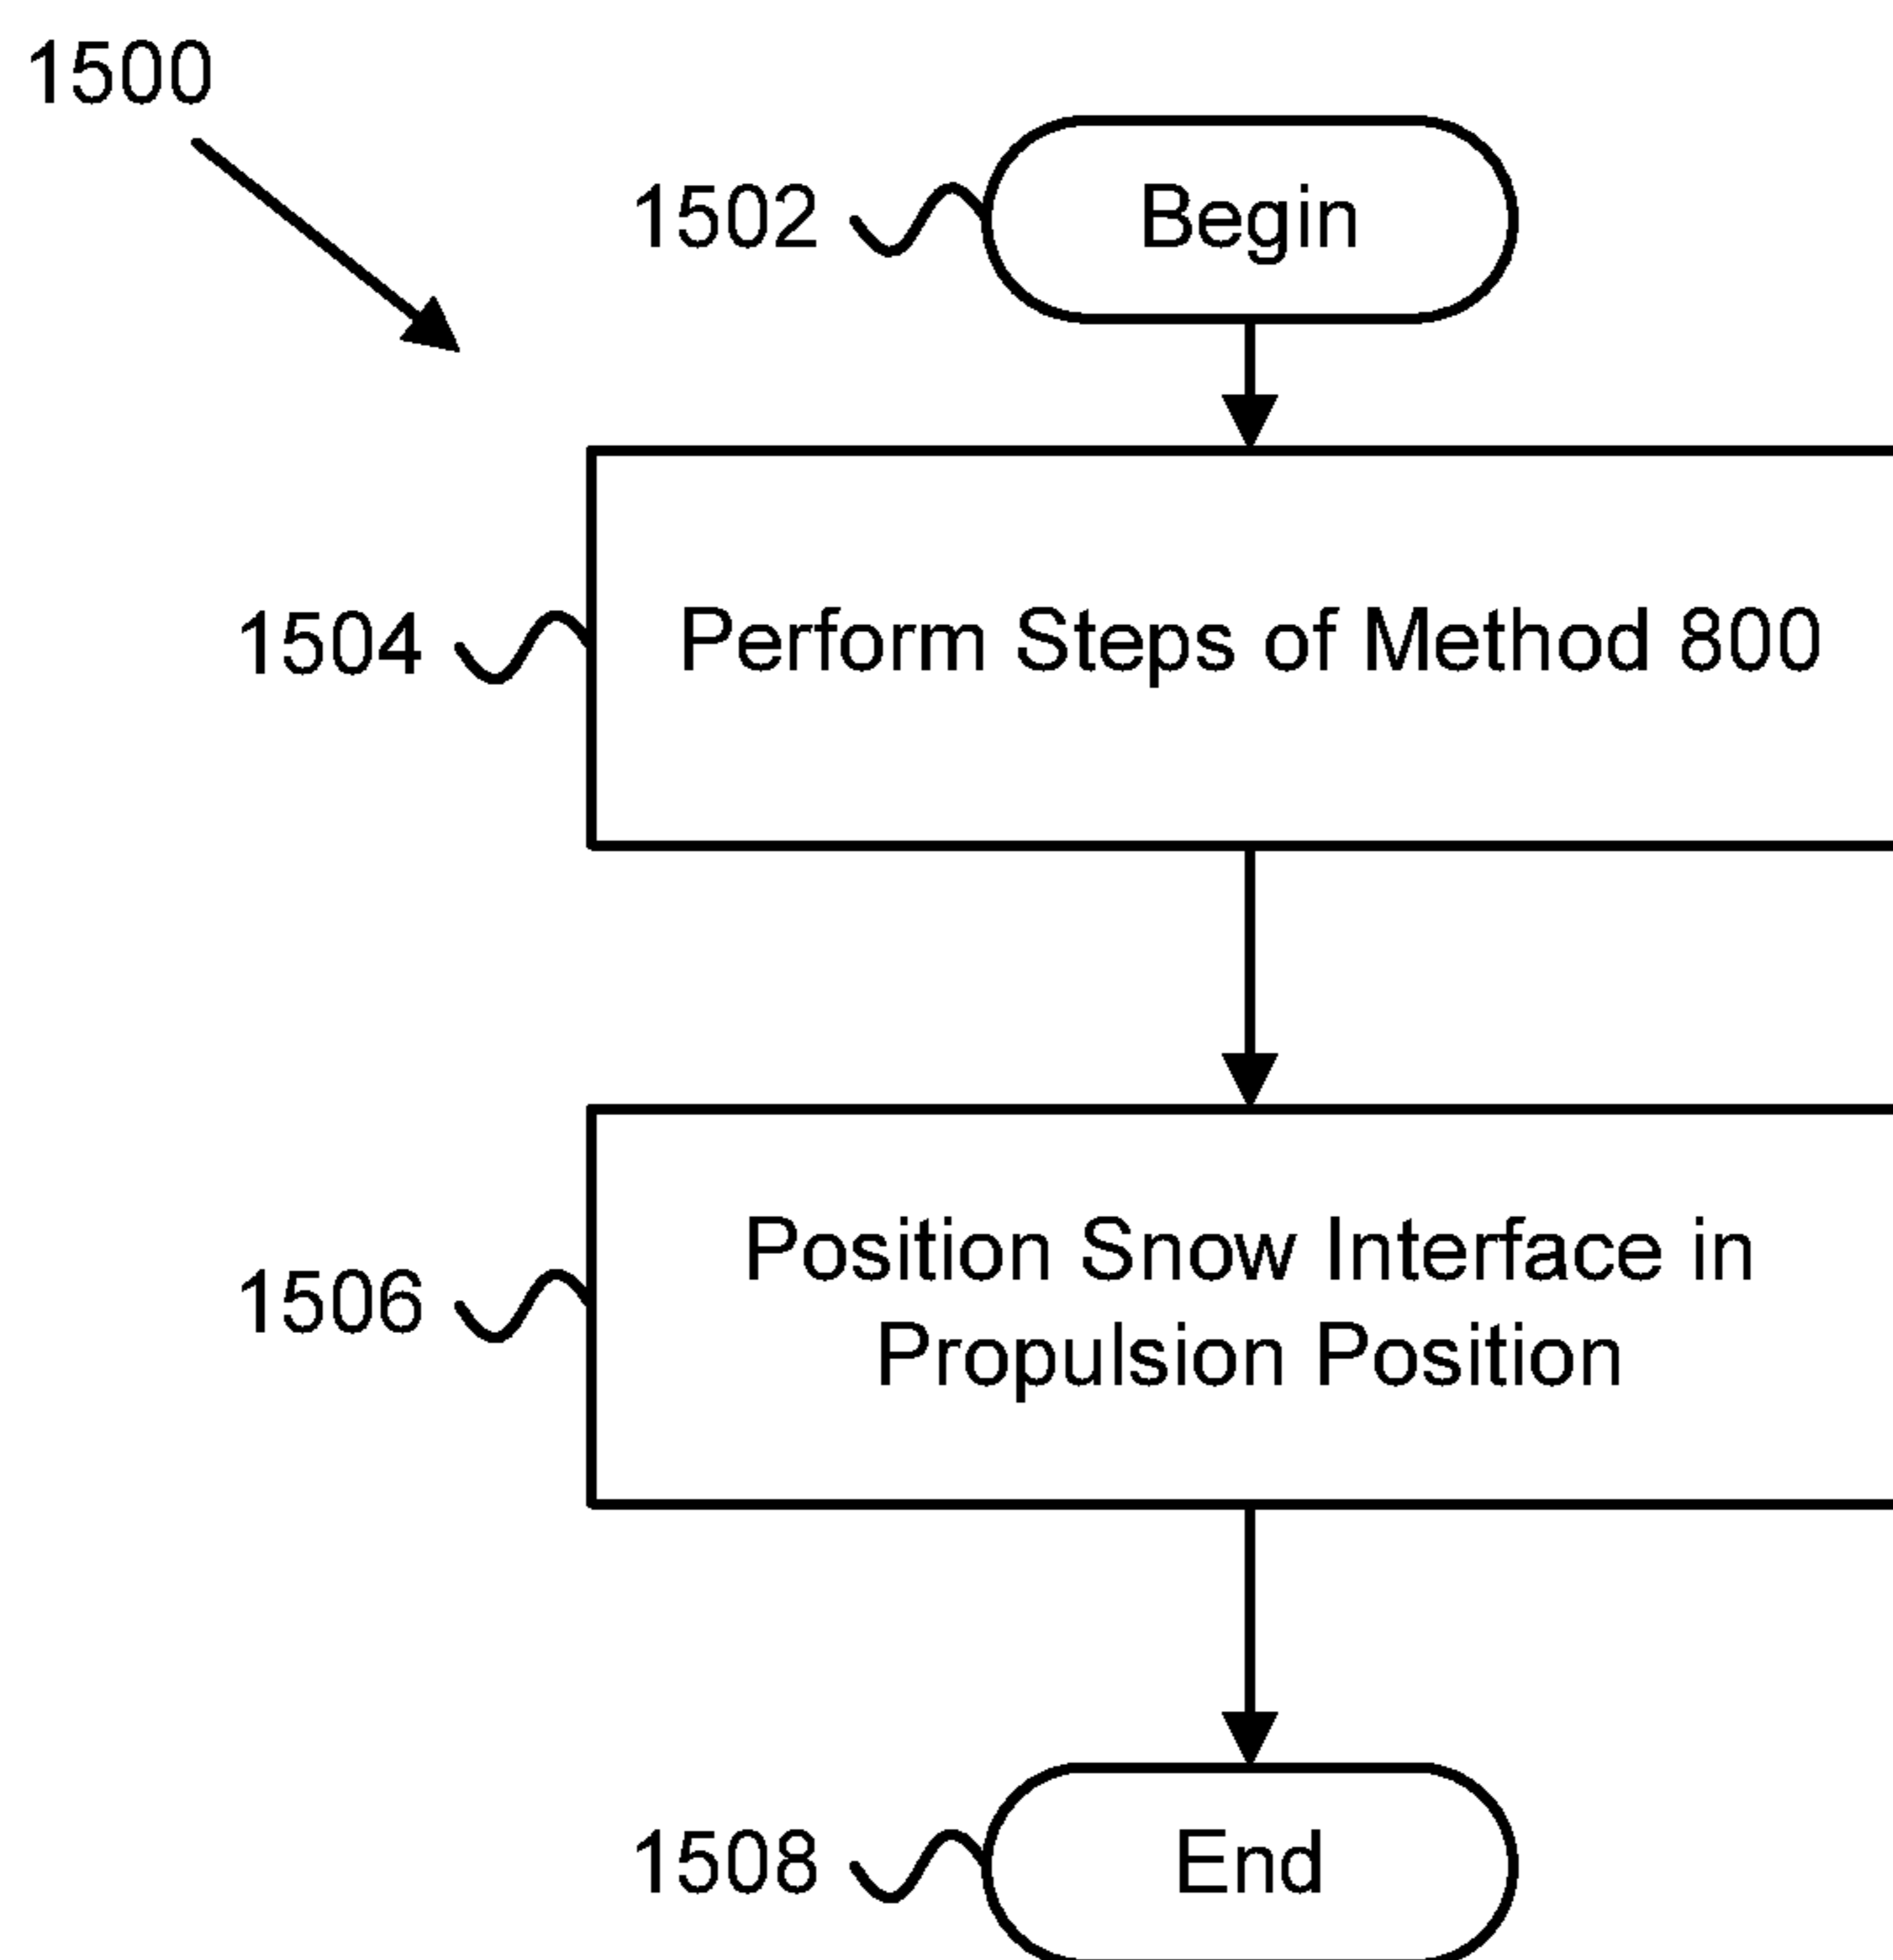 1500
1502
Begin
1504
Perform Steps of Method 800
1506
Position Snow Interface in
Propulsion Position
1508
End